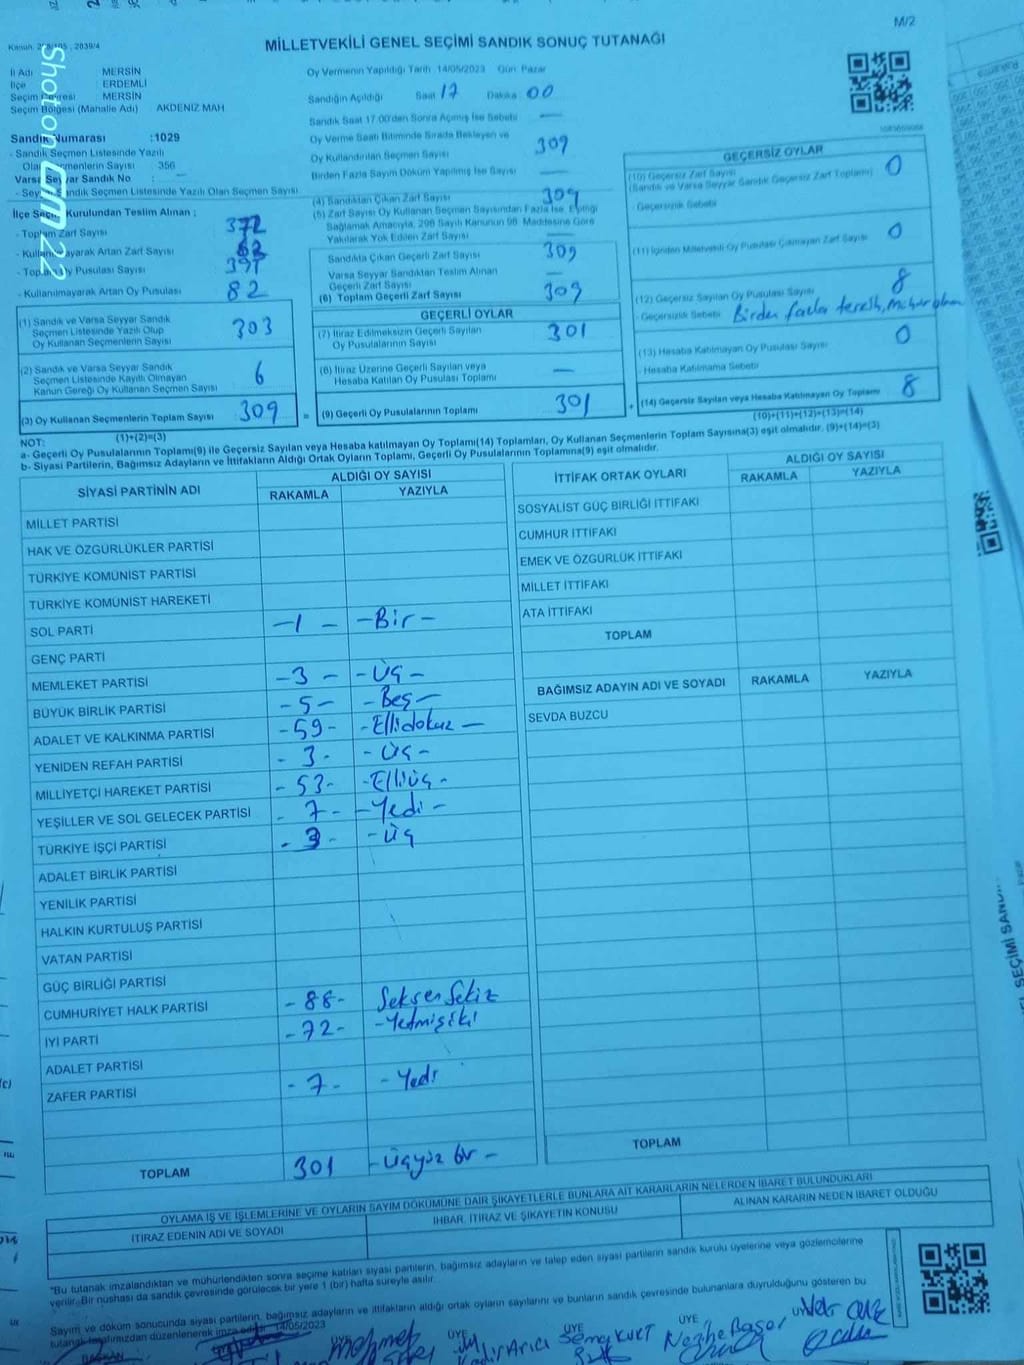 M/2
MİLLETVEKİLİ GENEL SEÇİMİ SANDIK SONUÇ TUTANAĞI
Shot on GM 22
İl Adı MERSİN
İlçe ERDEMLİ
Seçim Çevresi MERSİN
Seçim Bölgesi (Mahalle Adı) AKDENİZ MAH
Sandık Numarası :1029
- Sandık Seçmen Listesinde Yazılı
Olan Seçmenlerin Sayısı 356
Varsa Seyyar Sandık No : —
- Seyyar Sandık Seçmen Listesinde Yazılı Olan Seçmen Sayısı
İlçe Seçim Kurulundan Teslim Alınan ;
- Toplam Zarf Sayısı 372
- Kullanılmayarak Artan Zarf Sayısı
- Toplam Oy Pusulası Sayısı 391
- Kullanılmayarak Artan Oy Pusulası 82
(1) Sandık ve Varsa Seyyar Sandık
Seçmen Listesinde Yazılı Olup
Oy Kullanan Seçmenlerin Sayısı 303
(2) Sandık ve Varsa Seyyar Sandık
Seçmen Listesinde Kayıtlı Olmayan
Kanun Gereği Oy Kullanan Seçmen Sayısı 6
(3) Oy Kullanan Seçmenlerin Toplam Sayısı 309 =
(1)+(2)=(3)
Oy Vermenin Yapıldığı Tarih :14/05/2023 Gün: Pazar
Sandığın Açıldığı Saat 17 Dakika 00
Sandık Saat 17.00'den Sonra Açılmış İse Sebebi —
Oy Verme Saati Bitiminde Sırada Bekleyen ve
Oy Kullandırılan Seçmen Sayısı 309
Birden Fazla Sayım Döküm Yapılmış İse Sayısı —
(4) Sandıktan Çıkan Zarf Sayısı 309
(5) Zarf Sayısı Oy Kullanan Seçmen Sayısından Fazla İse, Eşitliği
Sağlamak Amacıyla, 298 Sayılı Kanunun 98. Maddesine Göre
Yakılarak Yok Edilen Zarf Sayısı —
Sandıkta Çıkan Geçerli Zarf Sayısı 309
Varsa Seyyar Sandıktan Teslim Alınan
Geçerli Zarf Sayısı —
(6) Toplam Geçerli Zarf Sayısı 309
GEÇERLİ OYLAR
(7) İtiraz Edilmeksizin Geçerli Sayılan
Oy Pusulalarının Sayısı 301
(8) İtiraz Üzerine Geçerli Sayılan veya
Hesaba Katılan Oy Pusulası Toplamı —
(9) Geçerli Oy Pusulalarının Toplamı 301 +
GEÇERSİZ OYLAR
(10) Geçersiz Zarf Sayısı 0
(Sandık ve Varsa Seyyar Sandık Geçersiz Zarf Toplamı)
Geçersizlik Sebebi
(11) İçinden Milletvekili Oy Pusulası Çıkmayan Zarf Sayısı 0
(12) Geçersiz Sayılan Oy Pusulası Sayısı 8
- Geçersizlik Sebebi Birden fazla tercih,
(13) Hesaba Katılmayan Oy Pusulası Sayısı 0
- Hesaba Katılmama Sebebi
(14) Geçersiz Sayılan veya Hesaba Katılmayan Oy Toplamı 8
(10)+(11)+(12)+(13)=(14)
NOT:
a- Geçerli Oy Pusulalarının Toplamı(9) ile Geçersiz Sayılan veya Hesaba katılmayan Oy Toplamı(14) Toplamları, Oy Kullanan Seçmenlerin Toplam Sayısına(3) eşit olmalıdır. (9)+(14)=(3)
b- Siyasi Partilerin, Bağımsız Adayların ve İttifakların Aldığı Ortak Oyların Toplamı, Geçerli Oy Pusulalarının Toplamına(9) eşit olmalıdır.
SİYASİ PARTİNİN ADI ALDIĞI OY SAYISI
RAKAMLA YAZIYLA
MİLLET PARTİSİ
HAK VE ÖZGÜRLÜKLER PARTİSİ
TÜRKİYE KOMÜNİST PARTİSİ
TÜRKİYE KOMÜNİST HAREKETİ
SOL PARTİ -1- -Bir-
GENÇ PARTİ
MEMLEKET PARTİSİ -3- -Üç-
BÜYÜK BİRLİK PARTİSİ -5- -Beş-
ADALET VE KALKINMA PARTİSİ -59- -Ellidokuz-
YENİDEN REFAH PARTİSİ -3- -Üç-
MİLLİYETÇİ HAREKET PARTİSİ -53- -Elliüç-
YEŞİLLER VE SOL GELECEK PARTİSİ -7- -Yedi-
TÜRKİYE İŞÇİ PARTİSİ -3- -Üç
ADALET BİRLİK PARTİSİ
YENİLİK PARTİSİ
HALKIN KURTULUŞ PARTİSİ
VATAN PARTİSİ
GÜÇ BİRLİĞİ PARTİSİ
CUMHURİYET HALK PARTİSİ -88- Seksen Sekiz
İYİ PARTİ -72- -Yetmişiki
ADALET PARTİSİ
ZAFER PARTİSİ -7- -Yedi
TOPLAM 301 -Üçyüz bir-
İTTİFAK ORTAK OYLARI ALDIĞI OY SAYISI
RAKAMLA YAZIYLA
SOSYALİST GÜÇ BİRLİĞİ İTTİFAKI
CUMHUR İTTİFAKI
EMEK VE ÖZGÜRLÜK İTTİFAKI
MİLLET İTTİFAKI
ATA İTTİFAKI
TOPLAM
BAĞIMSIZ ADAYIN ADI VE SOYADI RAKAMLA YAZIYLA
SEVDA BUZCU
TOPLAM
OYLAMA İŞ VE İŞLEMLERİNE VE OYLARIN SAYIM DÖKÜMÜNE DAİR ŞİKAYETLERLE BUNLARA AİT KARARLARIN NELERDEN İBARET BULUNDUKLARI
İTİRAZ EDENİN ADI VE SOYADI İHBAR, İTİRAZ VE ŞİKAYETİN KONUSU ALINAN KARARIN NEDEN İBARET OLDUĞU
"Bu tutanak imzalandıktan ve mühürlendikten sonra seçime katılan siyasi partilerin, bağımsız adayların ve talep eden siyasi partilerin sandık kurulu üyelerine veya gözlemcilerine
verilir. Bir nüshası da sandık çevresinde görülecek bir yere 1 (bir) hafta süreyle asılır.
Sayım ve döküm sonucunda siyasi partilerin, bağımsız adayların ve ittifakların aldığı ortak oyların sayılarını ve bunların sandık çevresinde bulunanlara duyrulduğunu gösteren bu
tutanak tarafımızdan düzenlenerek imza edildi. 14/05/2023
BAŞKAN ÜYE Mehmet ÜYE Kadir Arıcı ÜYE Semg KURT ÜYE Nezihe Başar ÜYE